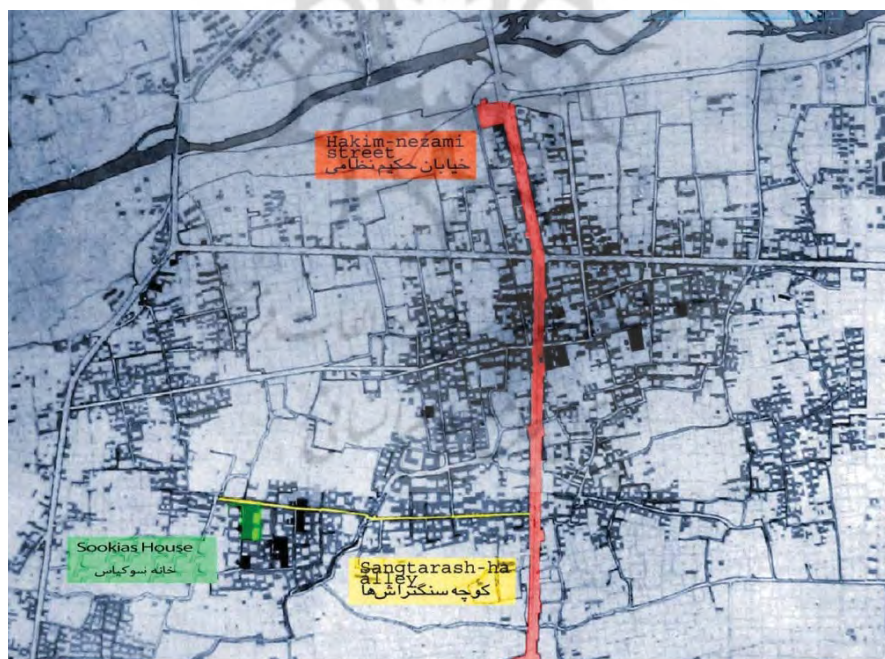 Hakim-nezami
street
خیابان حکیم نظامی
Sookias House
خانه سوکیاس
Sangtarash-ha
alley
کوچه سنگتراش‌ها